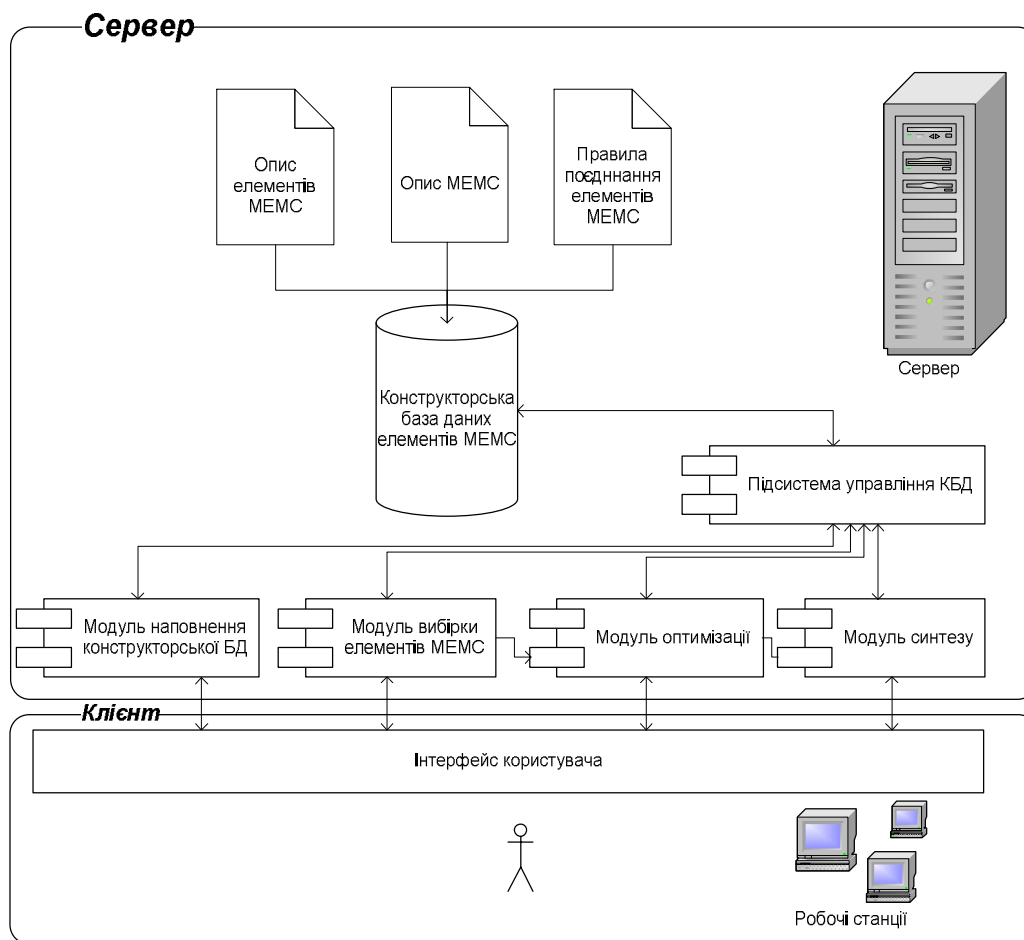 Сервер
Опис
елементів
МЕМС
Опис МЕМС
Правила
поєдннання
елементів
МЕМС
Сервер
Конструкторська
база даних
елементів МЕМС
Підсистема управління КБД
Модуль наповнення
конструкторської БД
Модуль вибірки
елементів МЕМС
Модуль оптимізації
Модуль синтезу
Клієнт
Інтерфейс користувача
Робочі станції